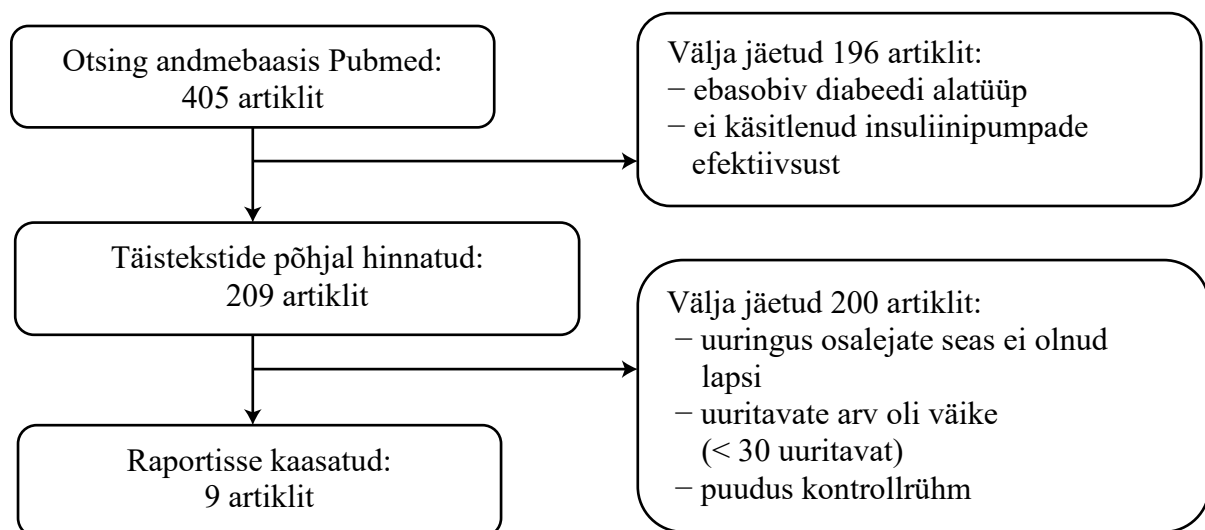 Otsing andmebaasis Pubmed:
405 artiklit
Välja jäetud 196 artiklit:
− ebasobiv diabeedi alatüüp
− ei käsitlenud insuliinipumpade
efektiivsust
Täistekstide põhjal hinnatud:
209 artiklit
Välja jäetud 200 artiklit:
− uuringus osalejate seas ei olnud
lapsi
− uuritavate arv oli väike
(< 30 uuritavat)
− puudus kontrollrühm
Raportisse kaasatud:
9 artiklit